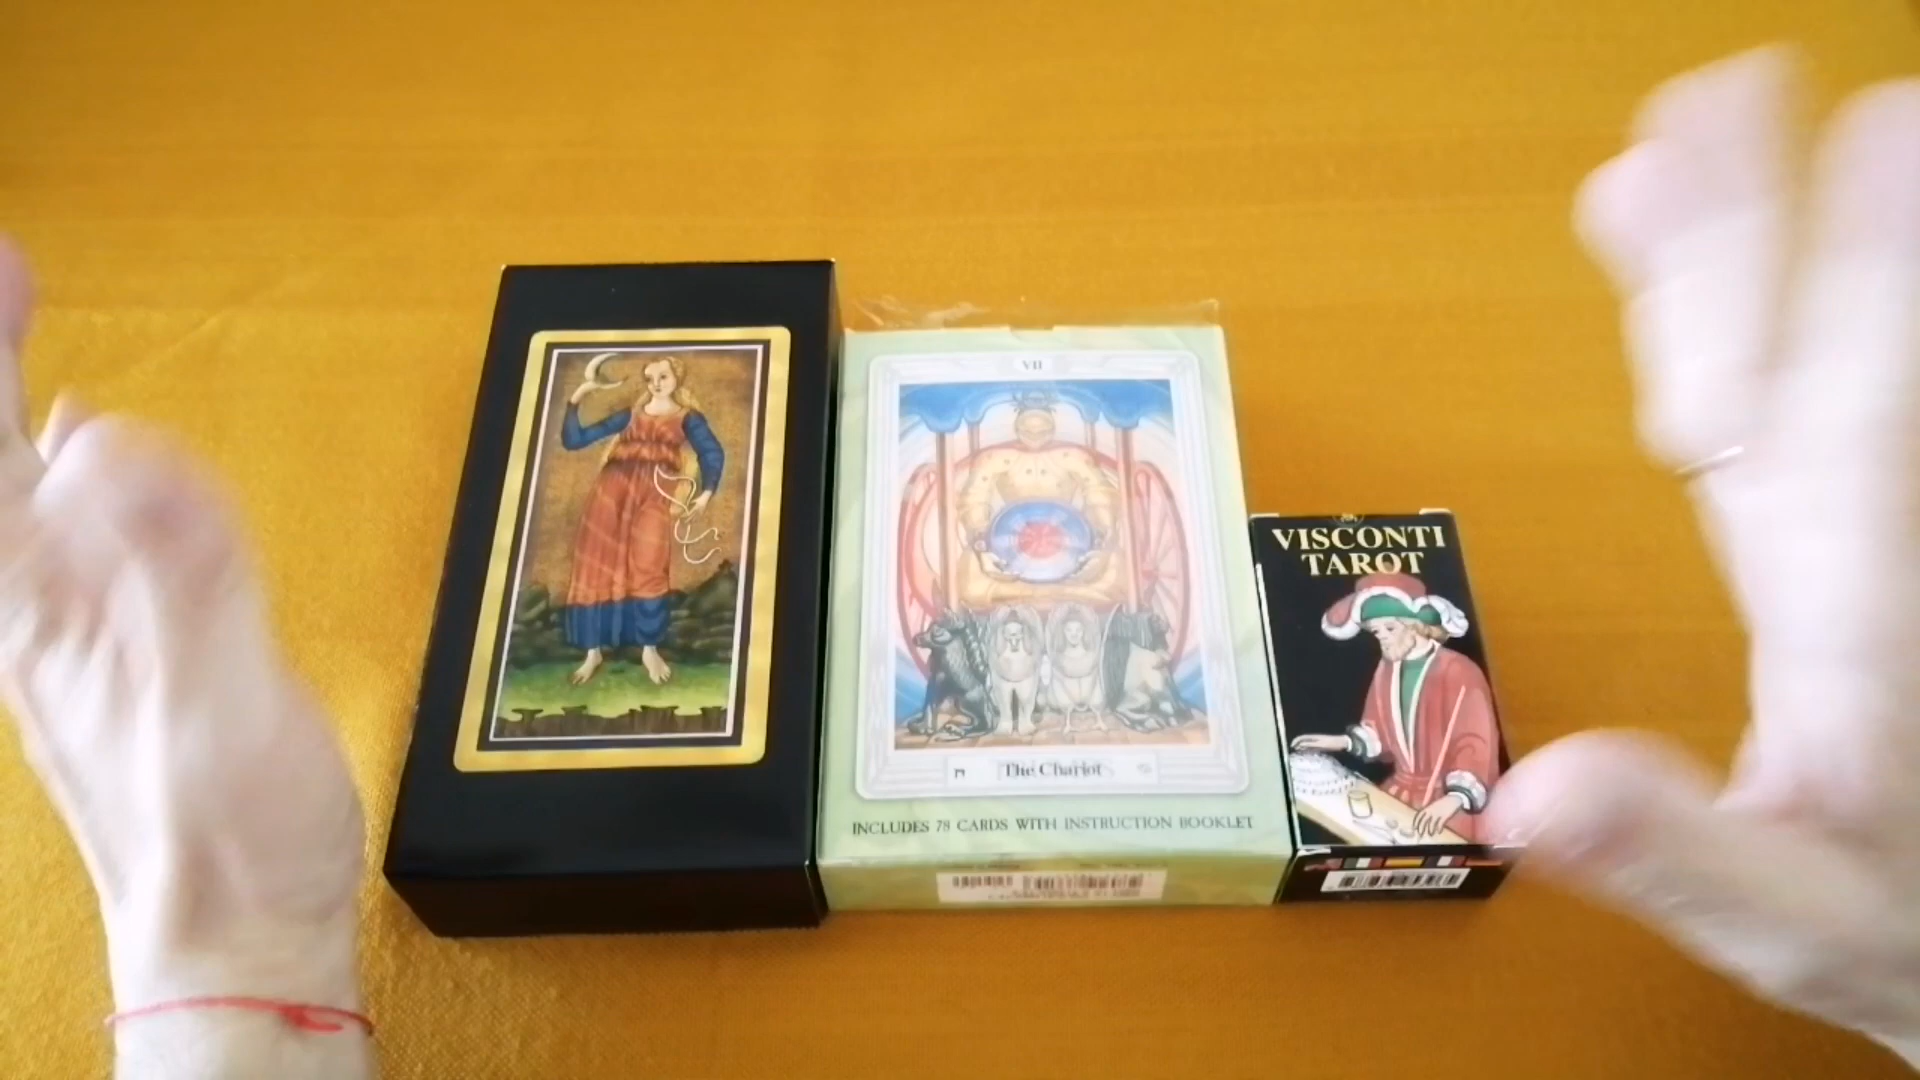 VII
The Chariot
INCLUDES 78 CARDS WITH INSTRUCTION BOOKLET
VISCONTI
TAROT